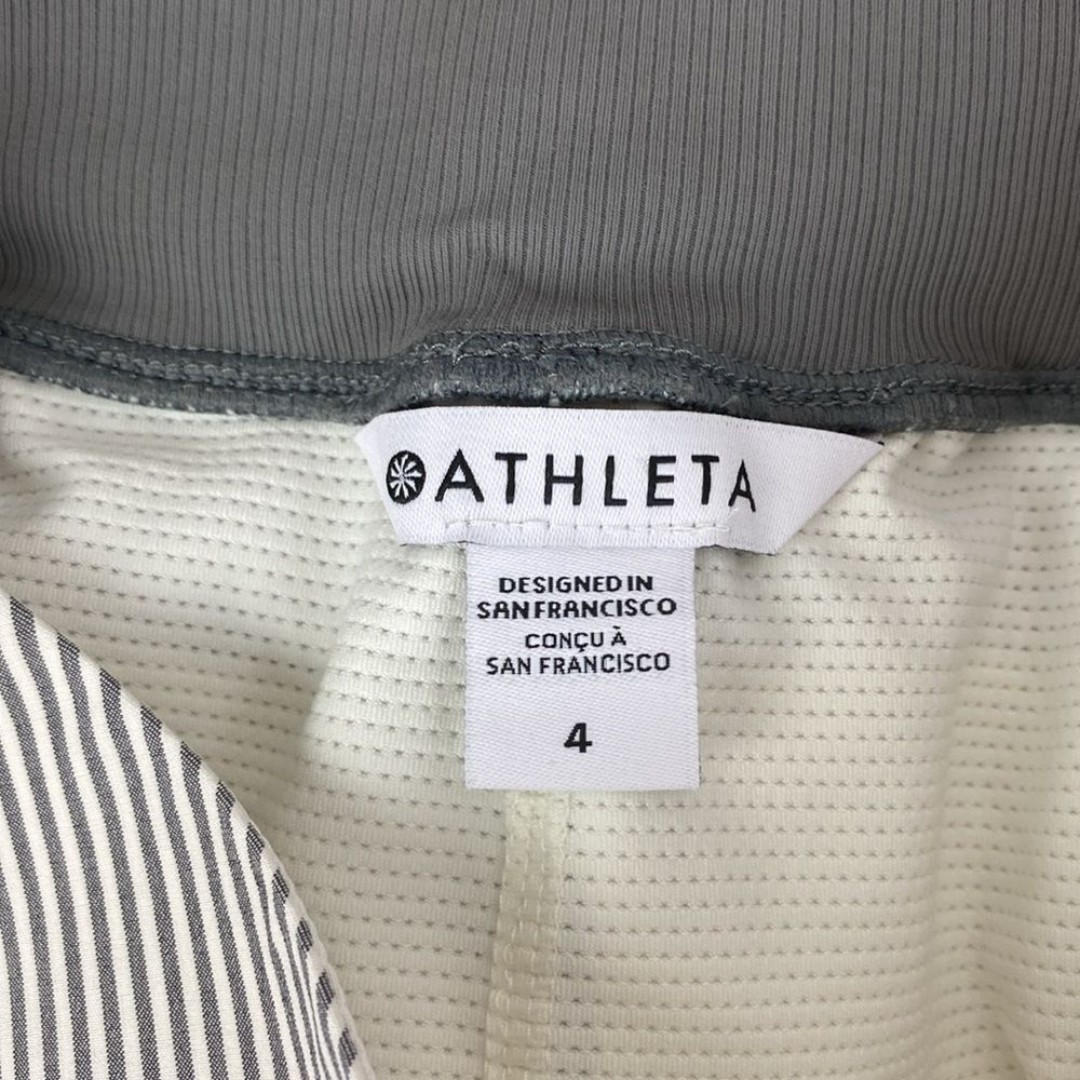 ATHLETA
DESIGNED IN
SAN FRANCISCO
CONÇU À
SAN FRANCISCO
4